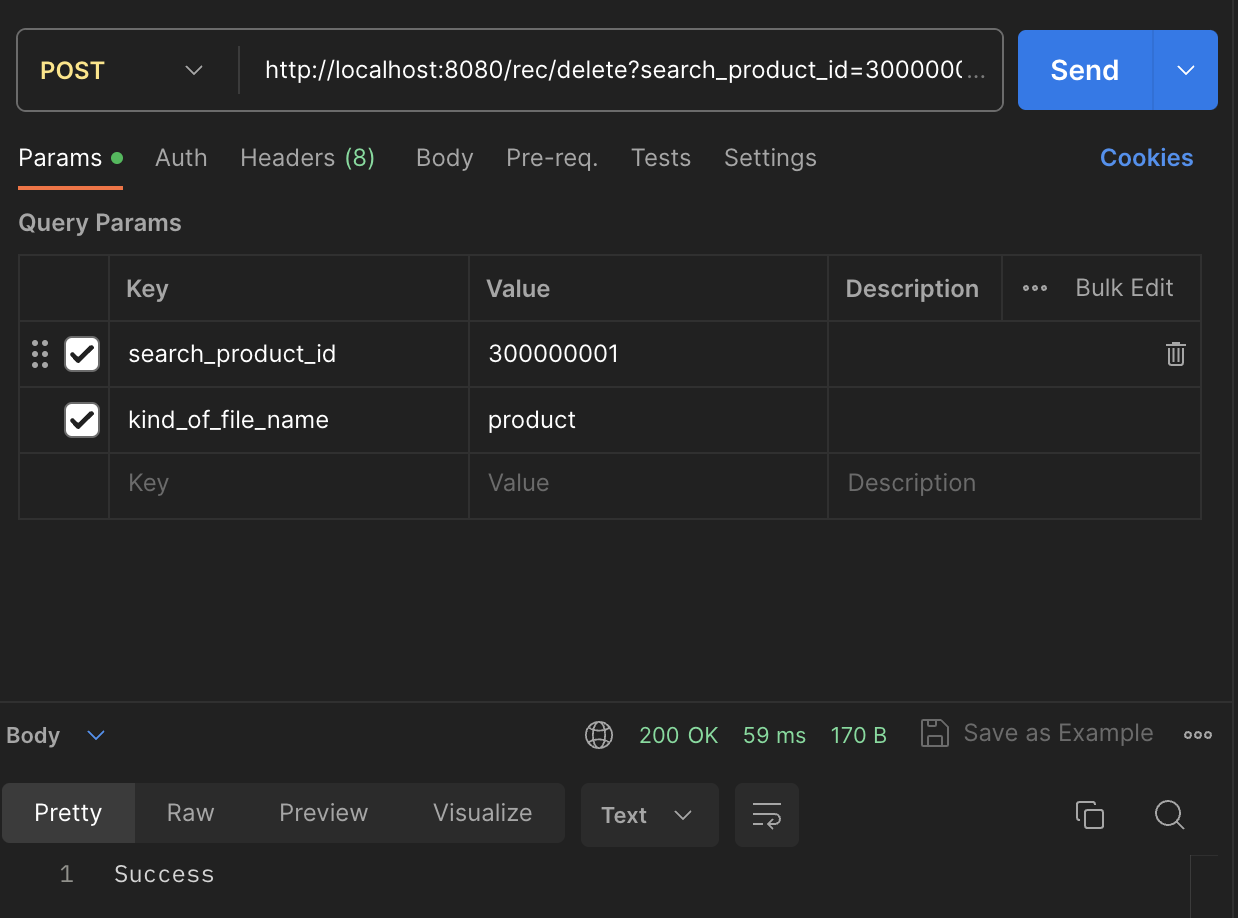 POST http://localhost:8080/rec/delete?search_product_id=3000000... Send
Params Auth Headers (8) Body Pre-req. Tests Settings Cookies
Query Params
Key Value Description Bulk Edit
search_product_id 300000001
kind_of_file_name product
Key Value Description
Body 200 OK 59 ms 170 B Save as Example
Pretty Raw Preview Visualize Text
1 Success